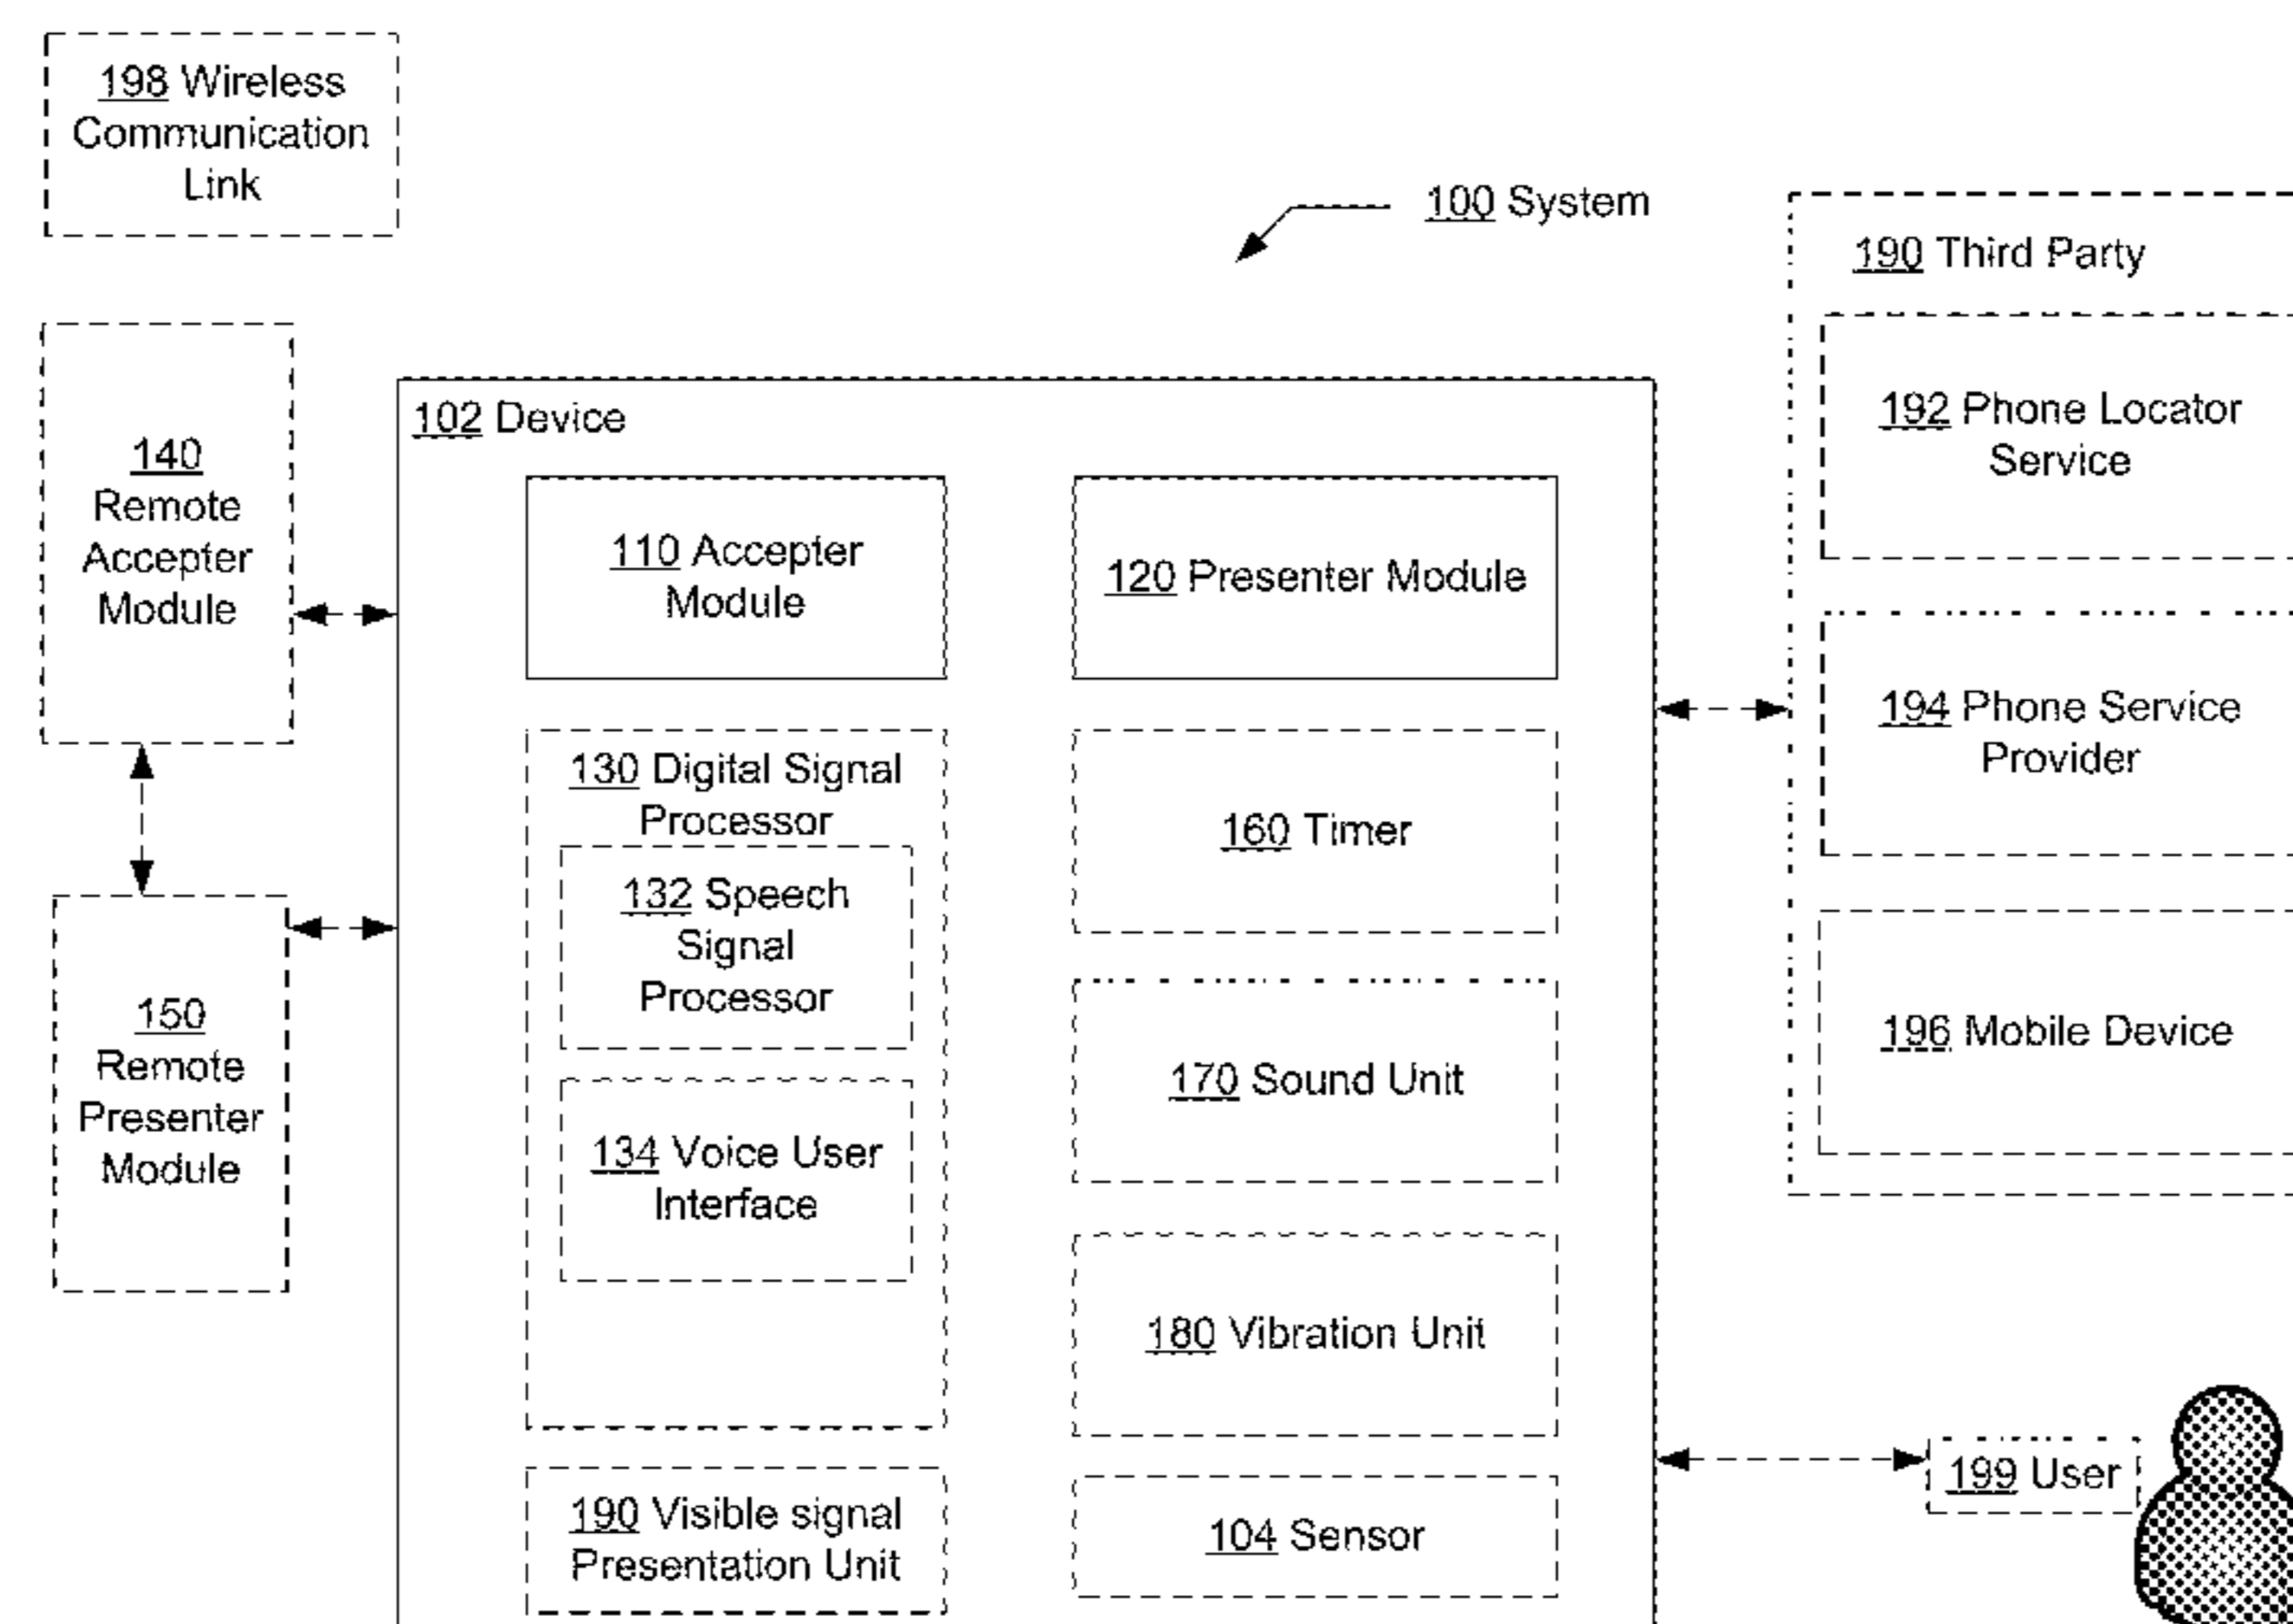 198 Wireless
Communication
Link
100 System
190 Third Party
192 Phone Locator
Service
194 Phone Service
Provider
196 Mobile Device
140
Remote
Accepter
Module
150
Remote
Presenter
Module
102 Device
110 Accepter
Module
120 Presenter Module
130 Digital Signal
Processor
132 Speech
Signal
Processor
134 Voice User
Interface
160 Timer
170 Sound Unit
180 Vibration Unit
190 Visible signal
Presentation Unit
104 Sensor
199 User